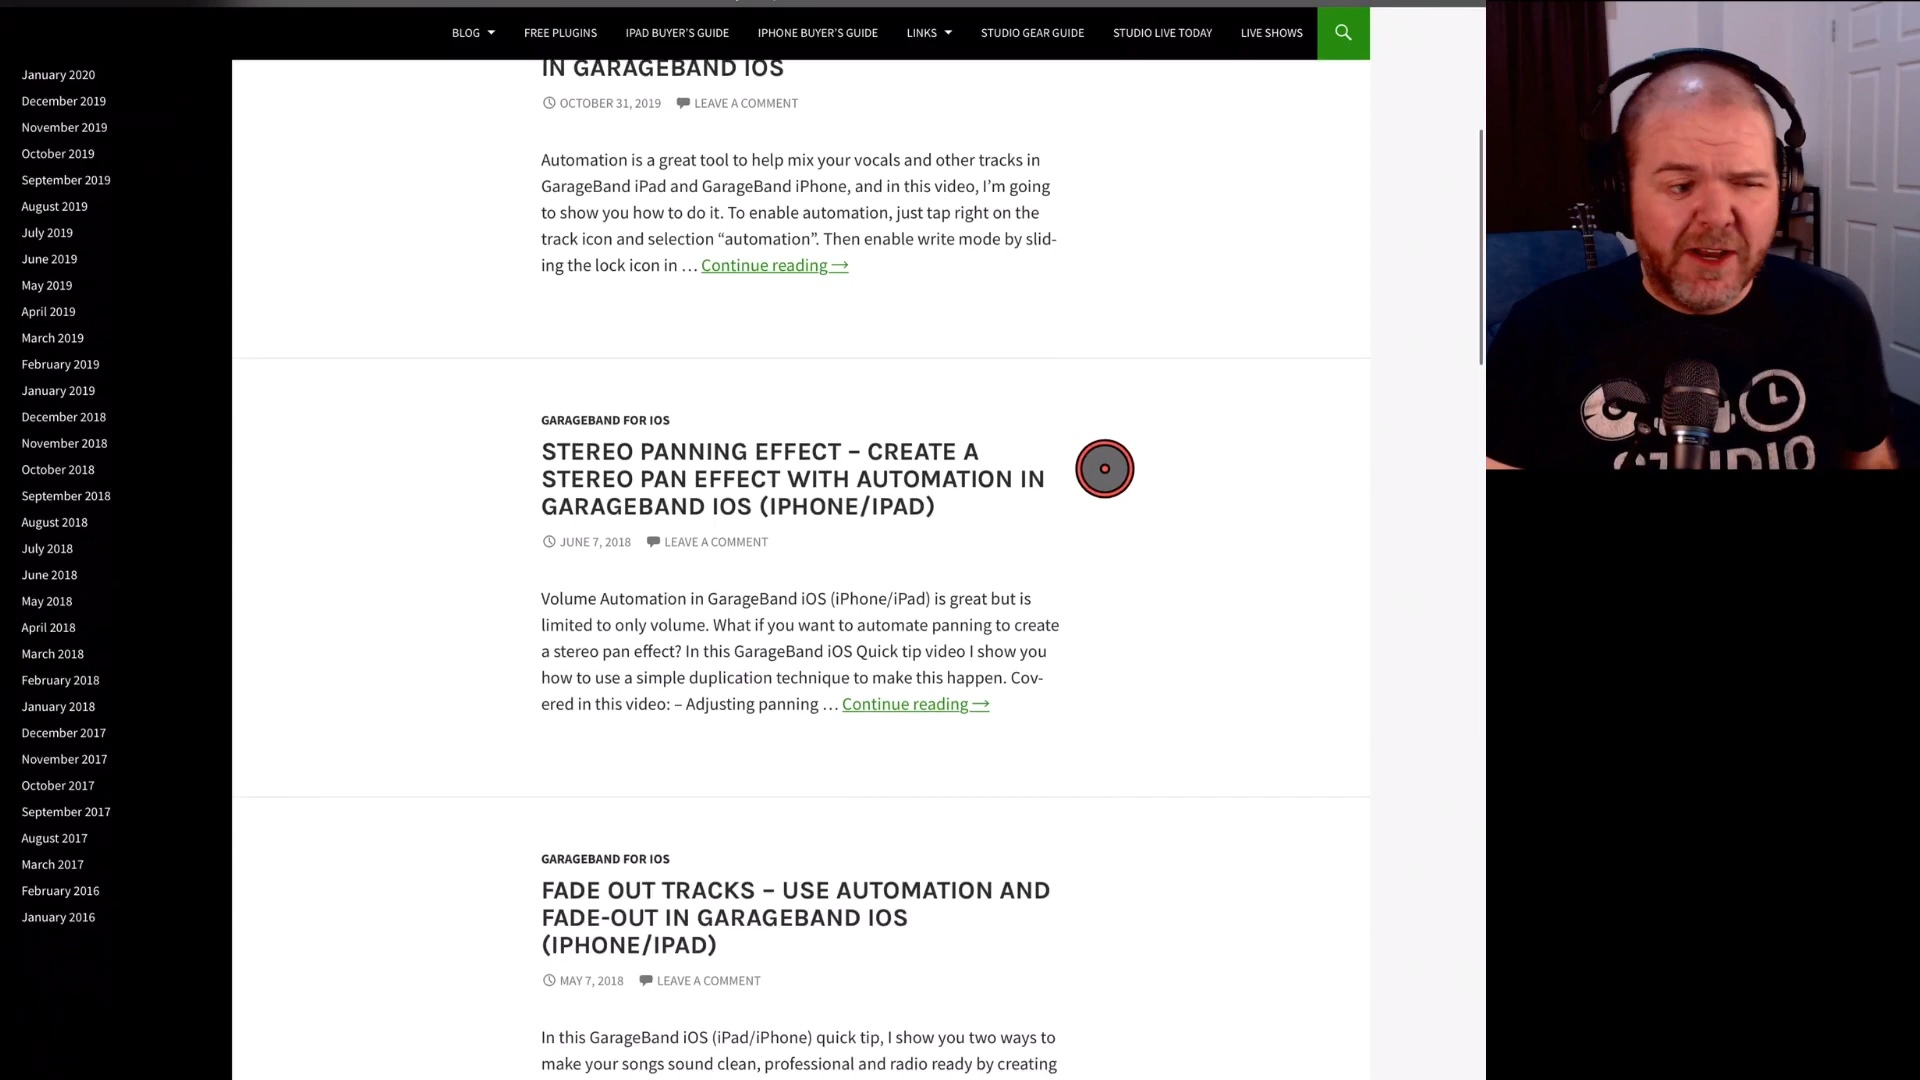 BLOG
FREE PLUGINS
IPAD BUYER'S GUIDE
IPHONE BUYER'S GUIDE
LINKS
STUDIO GEAR GUIDE
STUDIO LIVE TODAY
LIVE SHOWS
January 2020
December 2019
November 2019
October 2019
September 2019
August 2019
July 2019
June 2019
May 2019
April 2019
March 2019
February 2019
January 2019
December 2018
November 2018
October 2018
September 2018
August 2018
July 2018
June 2018
May 2018
April 2018
March 2018
February 2018
January 2018
December 2017
November 2017
October 2017
September 2017
August 2017
March 2017
February 2016
January 2016
IN GARAGEBAND IOS
OCTOBER 31, 2019 LEAVE A COMMENT
Automation is a great tool to help mix your vocals and other tracks in
GarageBand iPad and GarageBand iPhone, and in this video, I'm going
to show you how to do it. To enable automation, just tap right on the
track icon and selection “automation”. Then enable write mode by slid-
ing the lock icon in … Continue reading →
GARAGEBAND FOR IOS
STEREO PANNING EFFECT – CREATE A
STEREO PAN EFFECT WITH AUTOMATION IN
GARAGEBAND IOS (IPHONE/IPAD)
JUNE 7, 2018 LEAVE A COMMENT
Volume Automation in GarageBand iOS (iPhone/iPad) is great but is
limited to only volume. What if you want to automate panning to create
a stereo pan effect? In this GarageBand iOS Quick tip video I show you
how to use a simple duplication technique to make this happen. Cov-
ered in this video: – Adjusting panning … Continue reading →
GARAGEBAND FOR IOS
FADE OUT TRACKS – USE AUTOMATION AND
FADE-OUT IN GARAGEBAND IOS
(IPHONE/IPAD)
MAY 7, 2018 LEAVE A COMMENT
In this GarageBand iOS (iPad/iPhone) quick tip, I show you two ways to
make your songs sound clean, professional and radio ready by creating